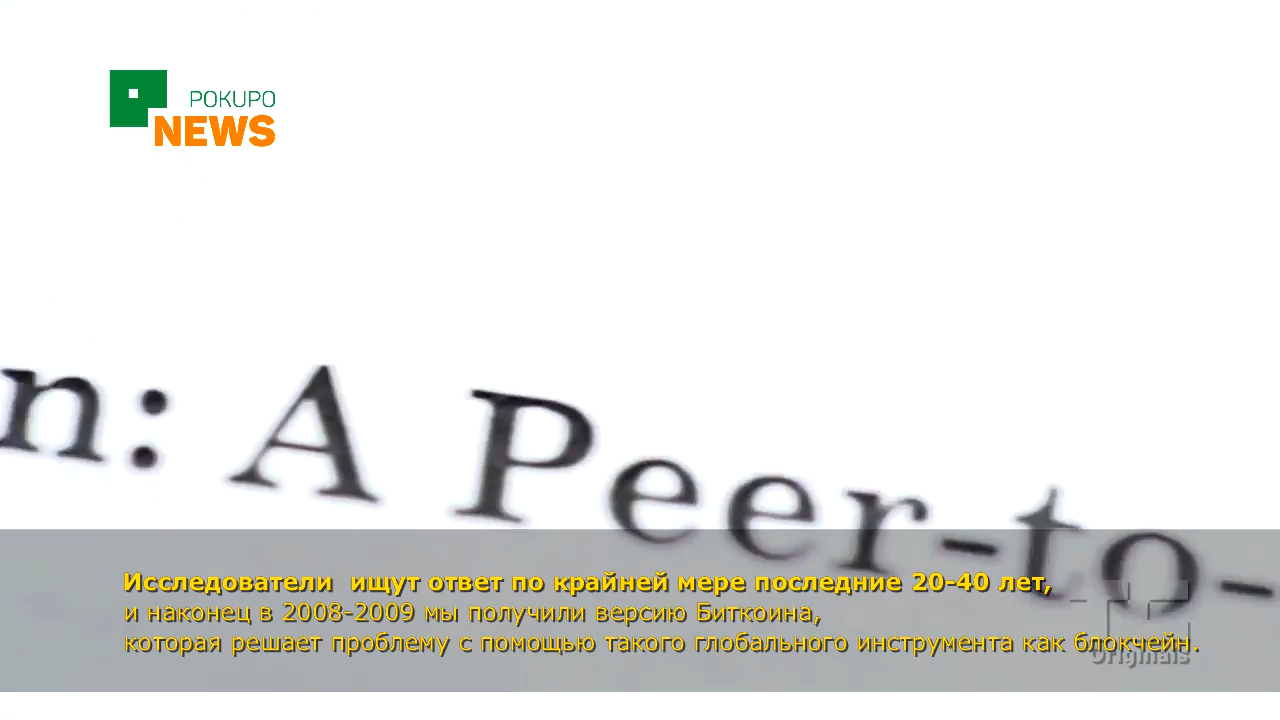 POKUPO
NEWS
n: A Peer-to-
Исследователи ищут ответ по крайней мере последние 20-40 лет,
и наконец в 2008-2009 мы получили версию Биткоина,
которая решает проблему с помощью такого глобального инструмента как блокчейн.
Originals